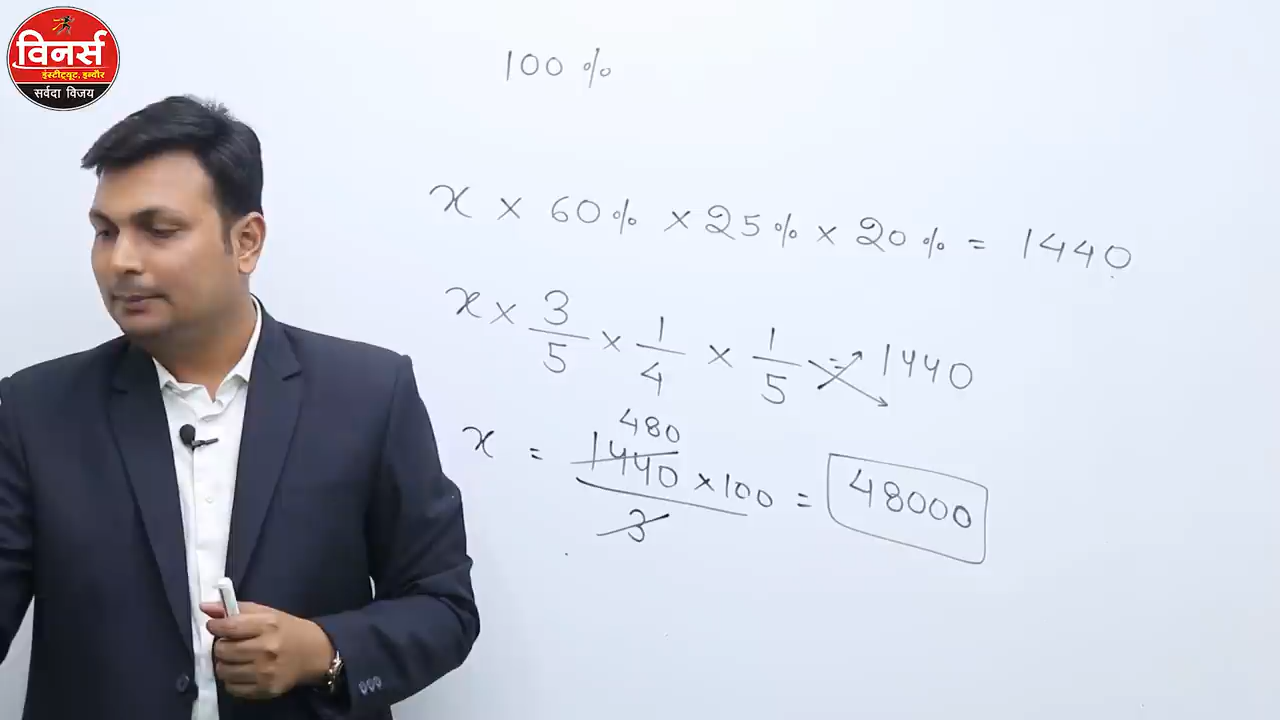 विनर्स
इंस्टीट्यूट, इन्दौर
सर्वदा विजय
100 %
x × 60% × 25% × 20% = 1440
x × 3/5 × 1/4 × 1/5 = 1440
480
x = 1440 × 100 / 3 = 48000